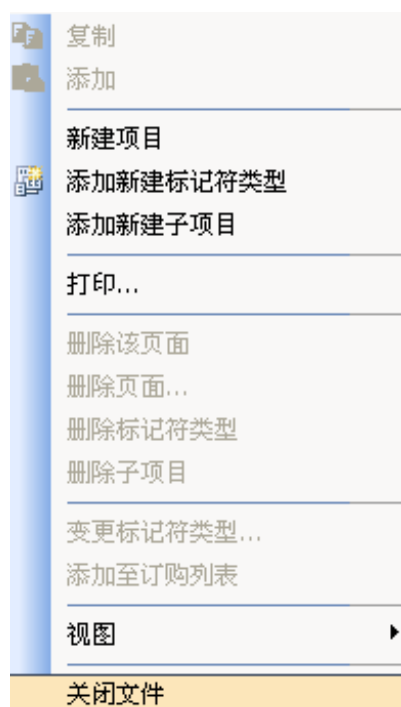 复制
添加
新建项目
添加新建标记符类型
添加新建子项目
打印...
删除该页面
删除页面...
删除标记符类型
删除子项目
变更标记符类型...
添加至订购列表
视图
关闭文件